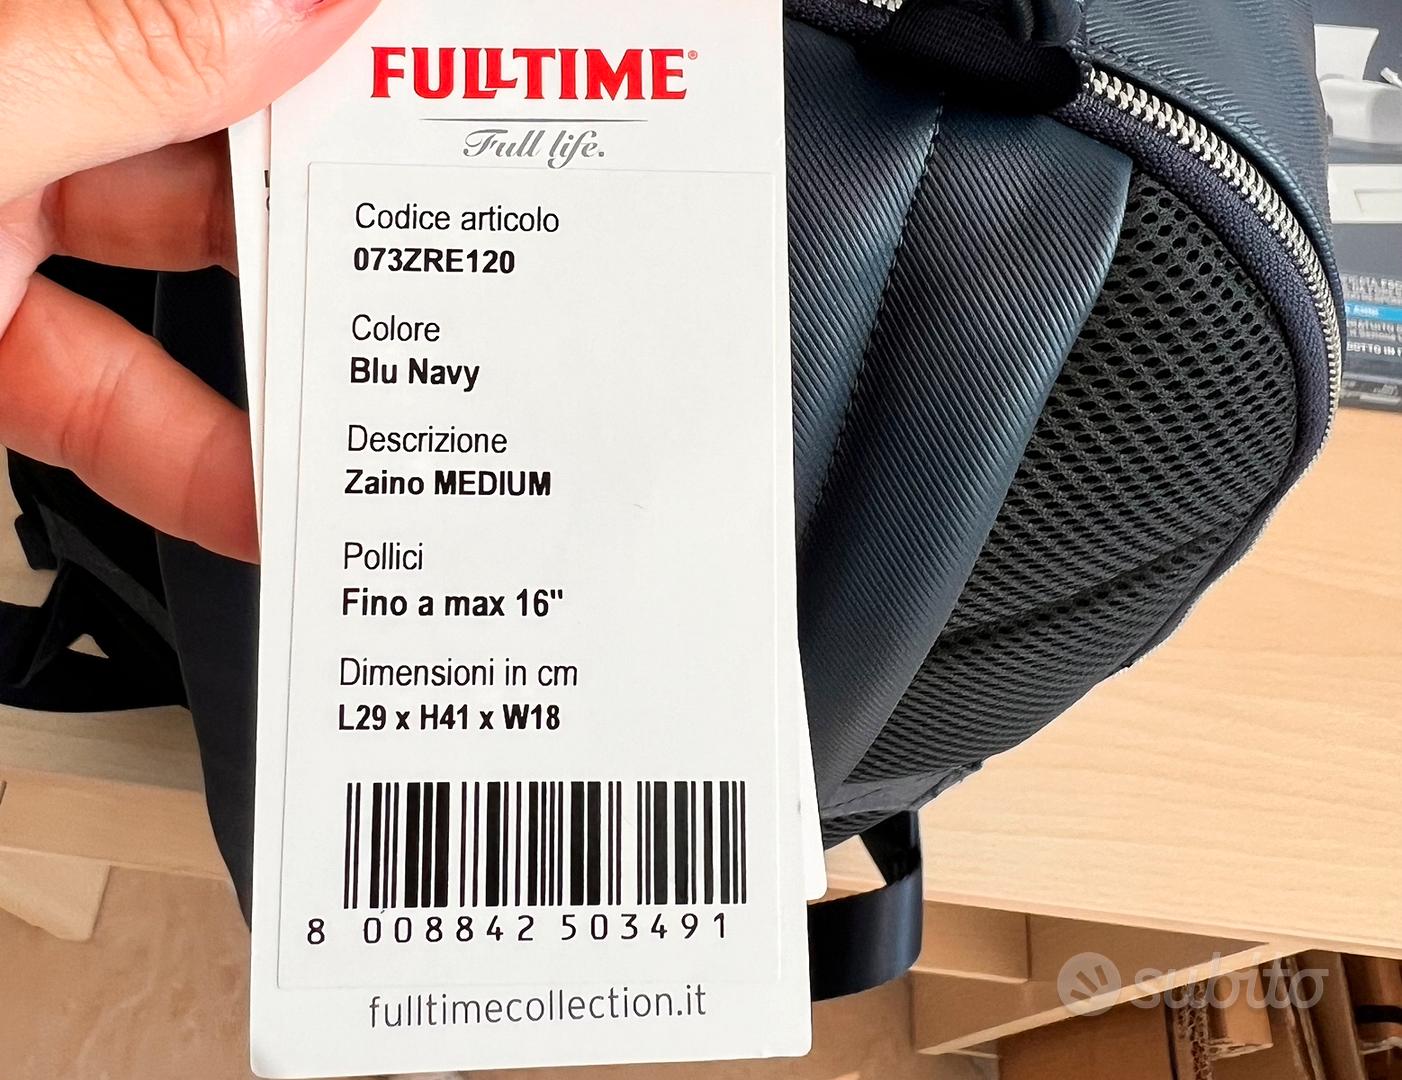 FULLTIME®
Full life.
Codice articolo
073ZRE120
Colore
Blu Navy
Descrizione
Zaino MEDIUM
Pollici
Fino a max 16"
Dimensioni in cm
L29 x H41 x W18
8 008842 503491
fulltimecollection.it
subito